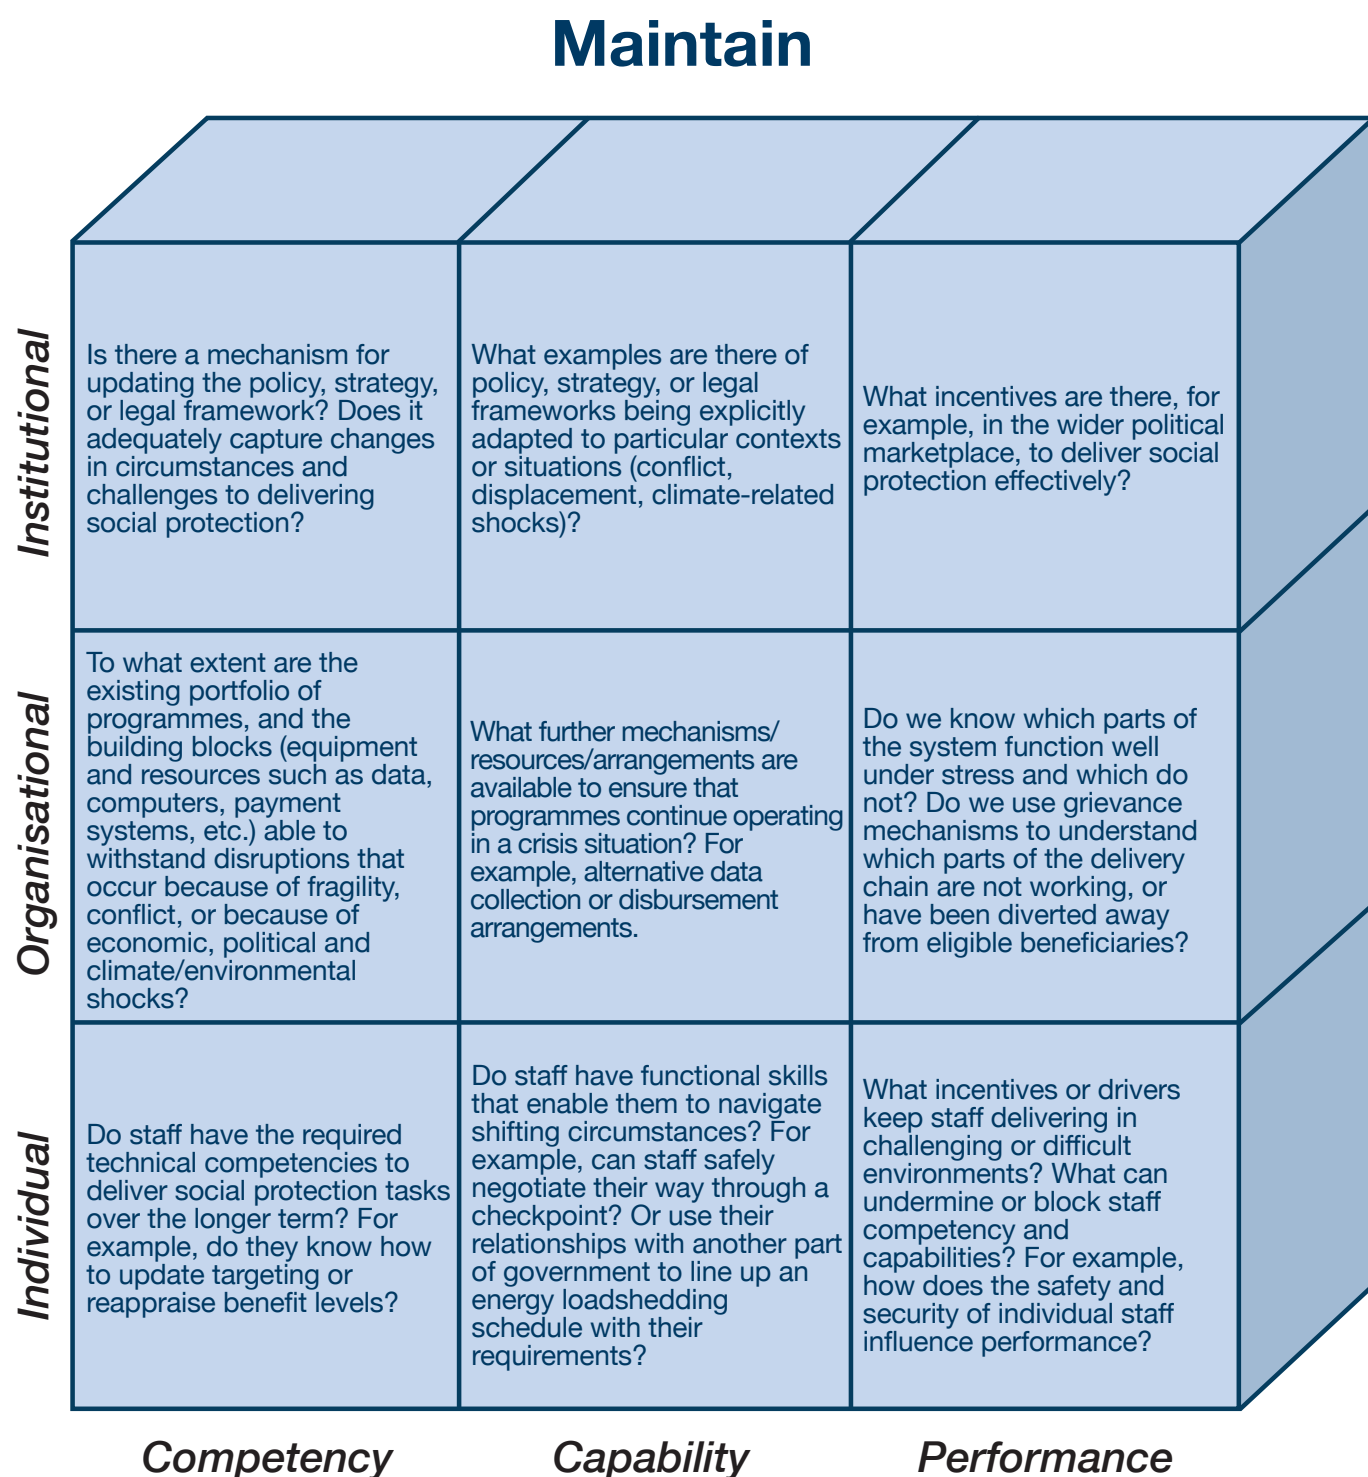 Maintain
Institutional
Is there a mechanism for
updating the policy, strategy,
or legal framework? Does it
adequately capture changes
in circumstances and
challenges to delivering
social protection?
What examples are there of
policy, strategy, or legal
frameworks being explicitly
adapted to particular contexts
or situations (conflict,
displacement, climate-related
shocks)?
What incentives are there, for
example, in the wider political
marketplace, to deliver social
protection effectively?
Organisational
To what extent are the
existing portfolio of
programmes, and the
building blocks (equipment
and resources such as data,
computers, payment
systems, etc.) able to
withstand disruptions that
occur because of fragility,
conflict, or because of
economic, political and
climate/environmental
shocks?
What further mechanisms/
resources/arrangements are
available to ensure that
programmes continue operating
in a crisis situation? For
example, alternative data
collection or disbursement
arrangements.
Do we know which parts of
the system function well
under stress and which do
not? Do we use grievance
mechanisms to understand
which parts of the delivery
chain are not working, or
have been diverted away
from eligible beneficiaries?
Individual
Do staff have the required
technical competencies to
deliver social protection tasks
over the longer term? For
example, do they know how
to update targeting or
reappraise benefit levels?
Do staff have functional skills
that enable them to navigate
shifting circumstances? For
example, can staff safely
negotiate their way through a
checkpoint? Or use their
relationships with another part
of government to line up an
energy loadshedding
schedule with their
requirements?
What incentives or drivers
keep staff delivering in
challenging or difficult
environments? What can
undermine or block staff
competency and
capabilities? For example,
how does the safety and
security of individual staff
influence performance?
Competency
Capability
Performance